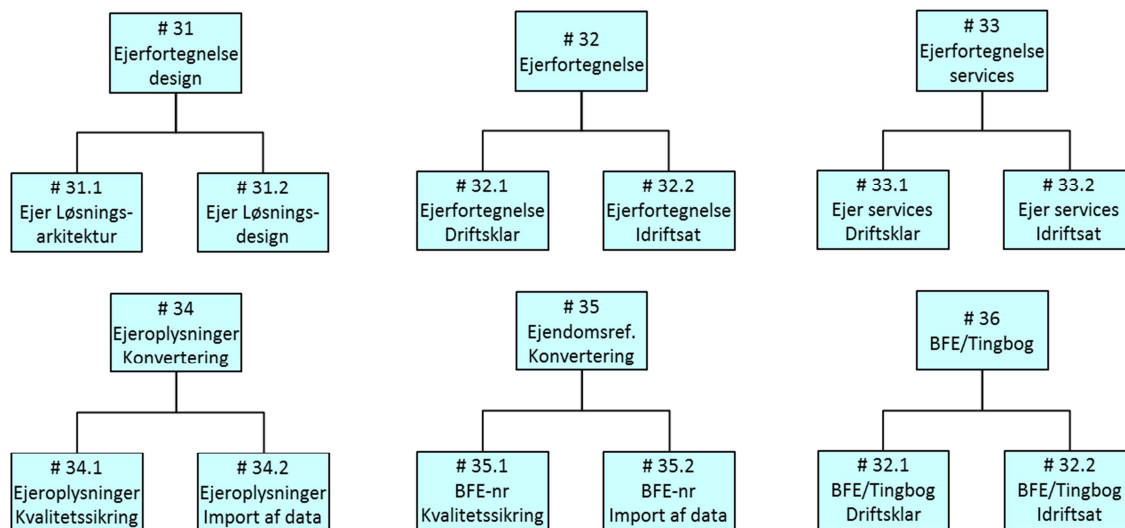 # 31
Ejerfortegnelse
design
# 32
Ejerfortegnelse
# 33
Ejerfortegnelse
services
# 31.1
Ejer Løsnings-
arkitektur
# 31.2
Ejer Løsnings-
design
# 32.1
Ejerfortegnelse
Driftsklar
# 32.2
Ejerfortegnelse
Idriftsat
# 33.1
Ejer services
Driftsklar
# 33.2
Ejer services
Idriftsat
# 34
Ejeroplysninger
Konvertering
# 35
Ejendomsref.
Konvertering
# 36
BFE/Tingbog
# 34.1
Ejeroplysninger
Kvalitetssikring
# 34.2
Ejeroplysninger
Import af data
# 35.1
BFE-nr
Kvalitetssikring
# 35.2
BFE-nr
Import af data
# 32.1
BFE/Tingbog
Driftsklar
# 32.2
BFE/Tingbog
Idriftsat